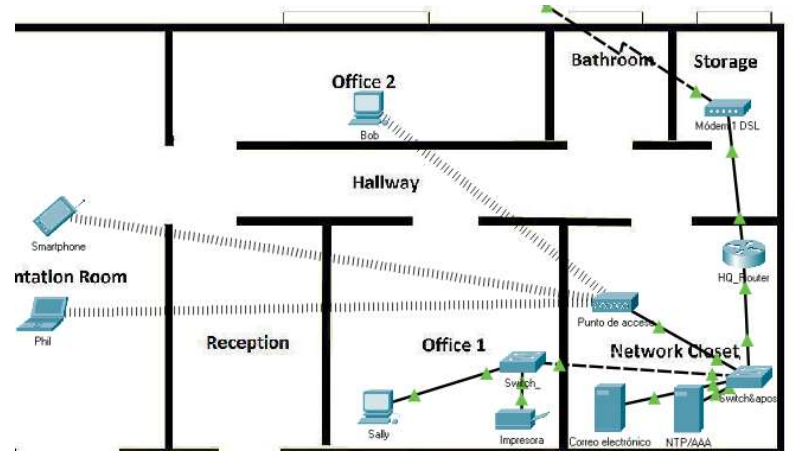 Office 2
Bob
Bathroom
Storage
Módem 1 DSL
Hallway
Smartphone
ntation Room
Phil
HQ_Router
Punto de acceso
Reception
Office 1
Network Closet
Switch_
Switch&apos
Sally
Impresora
Correo electrónico
NTP/AAA